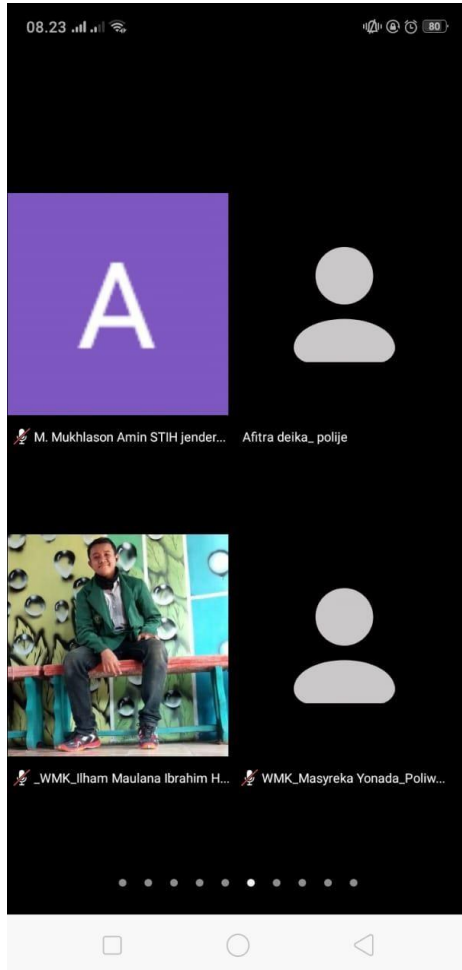 08.23
80
A
M. Mukhlason Amin STIH jender...
Afitra deika_ polije
_WMK_Ilham Maulana Ibrahim H...
WMK_Masyreka Yonada_Poliw...